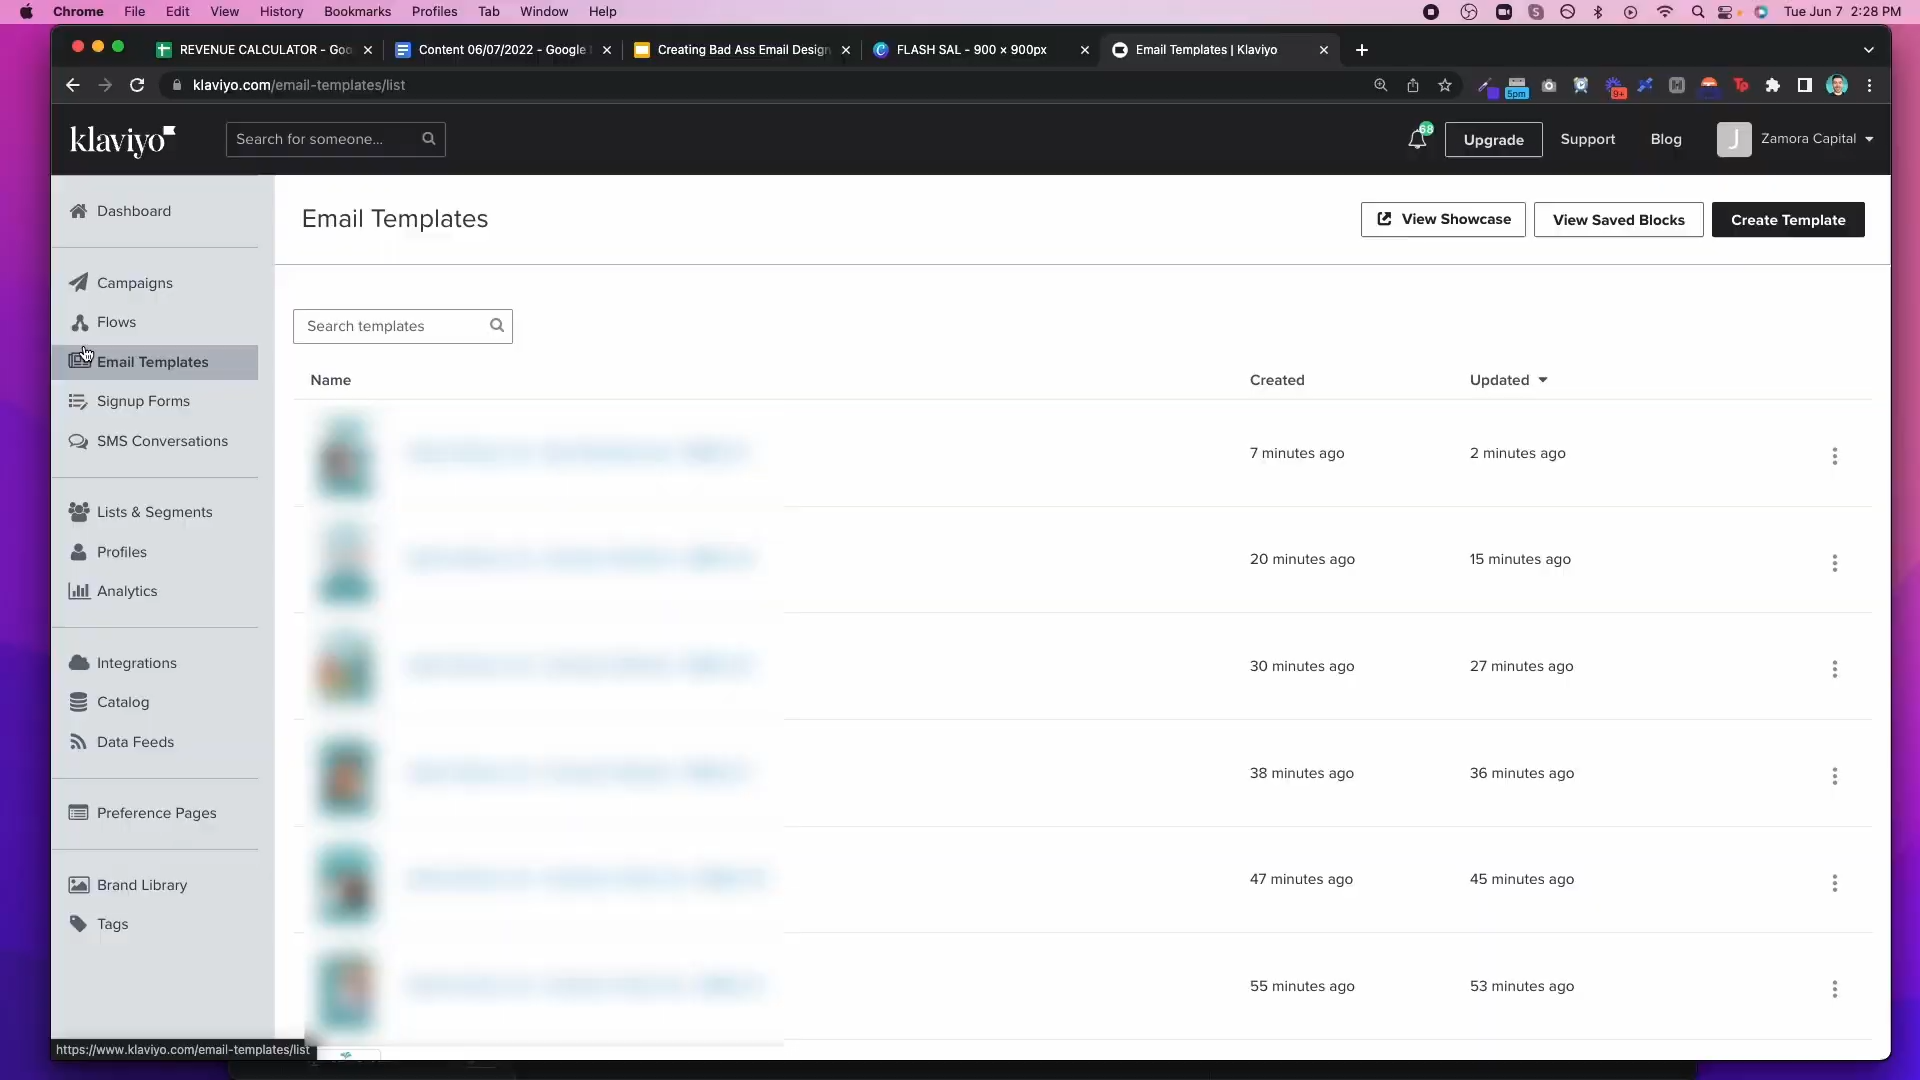 Chrome File Edit View History Bookmarks Profiles Tab Window Help Tue Jun 7 2:28 PM
REVENUE CALCULATOR - Goo Content 06/07/2022 - Google Creating Bad Ass Email Design FLASH SAL - 900 × 900px Email Templates | Klaviyo
klaviyo.com/email-templates/list 5pm 9+
klaviyo Search for someone... 68 Upgrade Support Blog J Zamora Capital
Dashboard
Campaigns
Flows
Email Templates
Signup Forms
SMS Conversations
Lists & Segments
Profiles
Analytics
Integrations
Catalog
Data Feeds
Preference Pages
Brand Library
Tags
Email Templates View Showcase View Saved Blocks Create Template
Search templates
Name Created Updated
7 minutes ago 2 minutes ago
20 minutes ago 15 minutes ago
30 minutes ago 27 minutes ago
38 minutes ago 36 minutes ago
47 minutes ago 45 minutes ago
55 minutes ago 53 minutes ago
https://www.klaviyo.com/email-templates/list